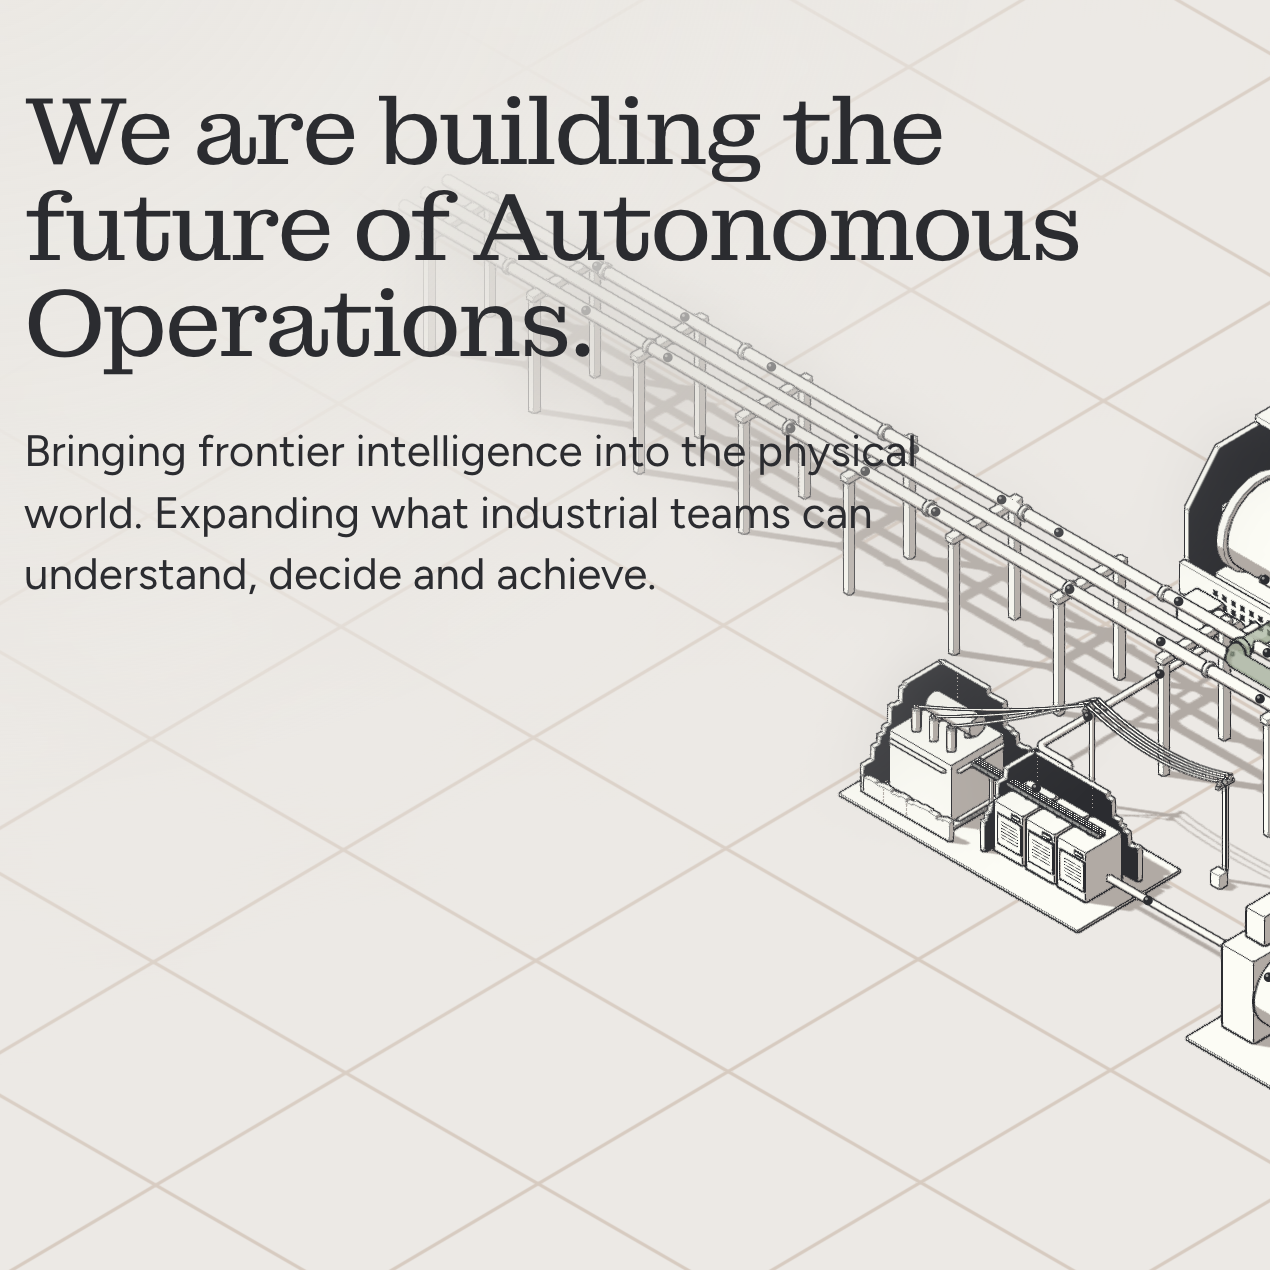 We are building the
future of Autonomous
Operations.
Bringing frontier intelligence into the physical
world. Expanding what industrial teams can
understand, decide and achieve.